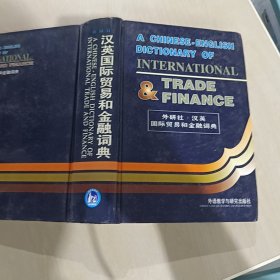 A CHINESE-ENGLISH
DICTIONARY OF
INTERNATIONAL
TRADE
& FINANCE
外研社·汉英
国际贸易和金融词典
外语教学与研究出版社
汉英国际贸易和金融词典
A CHINESE-ENGLISH DICTIONARY OF
INTERNATIONAL TRADE AND FINANCE